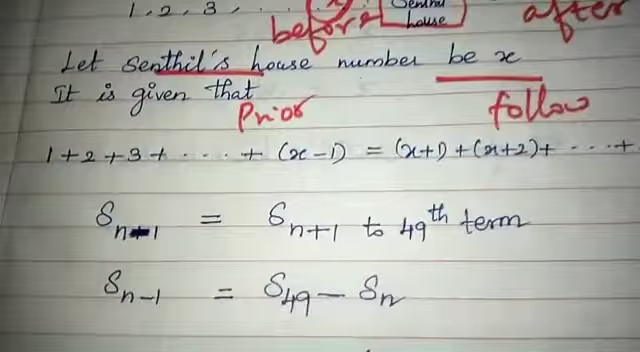 1, 2, 3, . . .
before
house
after
Let Senthil's house number be x
It is given that
Prior follow
1 + 2 + 3 + . . . . + (x-1) = (x+1) + (x+2) + . . . . +
Sn-1 = Sn+1 to 49th term
Sn-1 = S49 - Sn